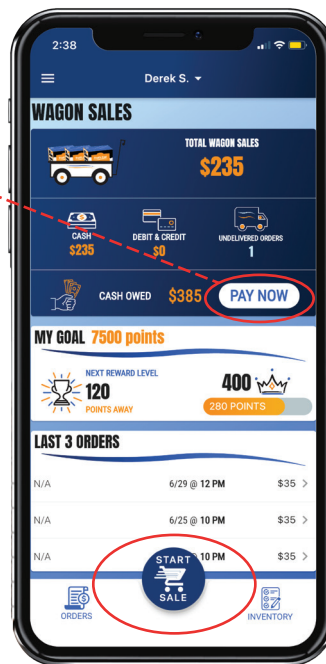 2:38
Derek S.
WAGON SALES
TOTAL WAGON SALES
$235
CASH
$235
DEBIT & CREDIT
$0
UNDELIVERED ORDERS
1
CASH OWED $385 PAY NOW
MY GOAL 7500 points
NEXT REWARD LEVEL
120
POINTS AWAY
400
280 POINTS
LAST 3 ORDERS
N/A 6/29 @ 12 PM $35 >
N/A 6/25 @ 10 PM $35 >
N/A 10 PM $35 >
START
SALE
ORDERS
INVENTORY